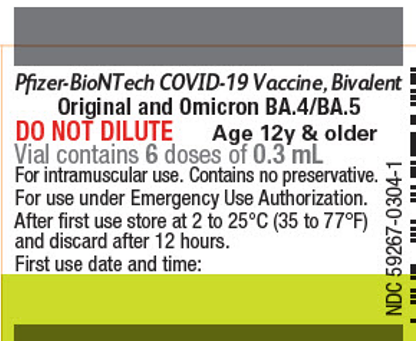 Pfizer-BioNTech COVID-19 Vaccine, Bivalent
Original and Omicron BA.4/BA.5
DO NOT DILUTE Age 12y & older
Vial contains 6 doses of 0.3 mL
For intramuscular use. Contains no preservative.
For use under Emergency Use Authorization.
After first use store at 2 to 25°C (35 to 77°F)
and discard after 12 hours.
First use date and time:
NDC 59267-0304-1